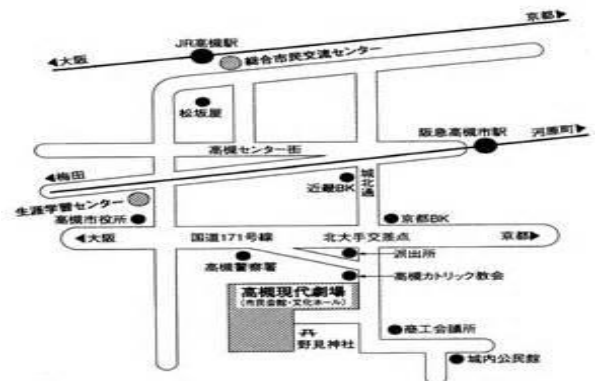 京都▶
JR高槻駅
総合市民交流センター
◀大阪
松坂屋
阪急高槻市駅
河原町▶
高槻センター街
◀梅田
城北通
近畿BK
生涯学習センター
高槻市役所
京都BK
◀大阪
国道171号線
北大手交差点
京都▶
派出所
高槻警察署
高槻カトリック教会
高槻現代劇場
(市民会館・文化ホール)
商工会議所
野見神社
城内公民館